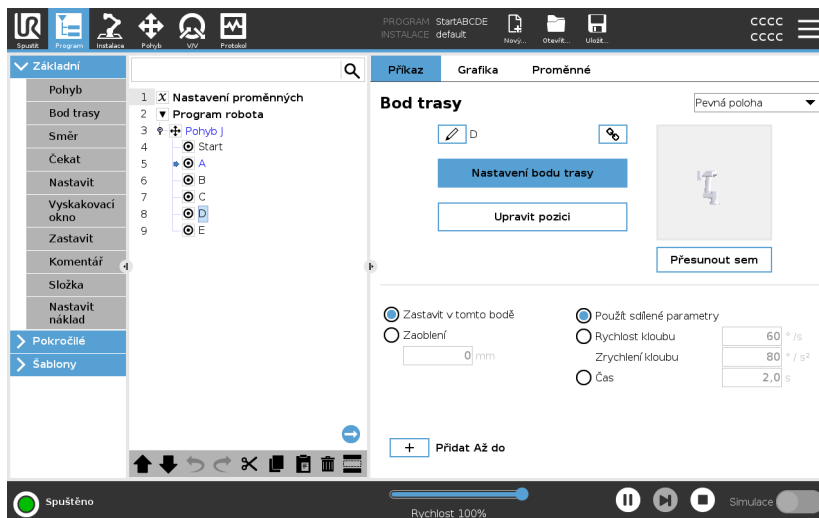 PROGRAM StartABCDE
INSTALACE default
CCCC
CCCC
Spustit
Program
Instalace
Pohyb
V/V
Protokol
Nový...
Otevřít...
Uložit...
Základní
Pohyb
Bod trasy
Směr
Čekat
Nastavit
Vyskakovací
okno
Zastavit
Komentář
Složka
Nastavit
náklad
Pokročilé
Šablony
1 X Nastavení proměnných
2 Program robota
3 Pohyb J
4 Start
5 A
6 B
7 C
8 D
9 E
Příkaz Grafika Proměnné
Bod trasy
Pevná poloha
D
Nastavení bodu trasy
Upravit pozici
Přesunout sem
Zastavit v tomto bodě
Zaoblení
0 mm
Použít sdílené parametry
Rychlost kloubu 60 °/s
Zrychlení kloubu 80 °/s²
Čas 2,0 s
+ Přidat Až do
Spuštěno
Rychlost 100%
Simulace